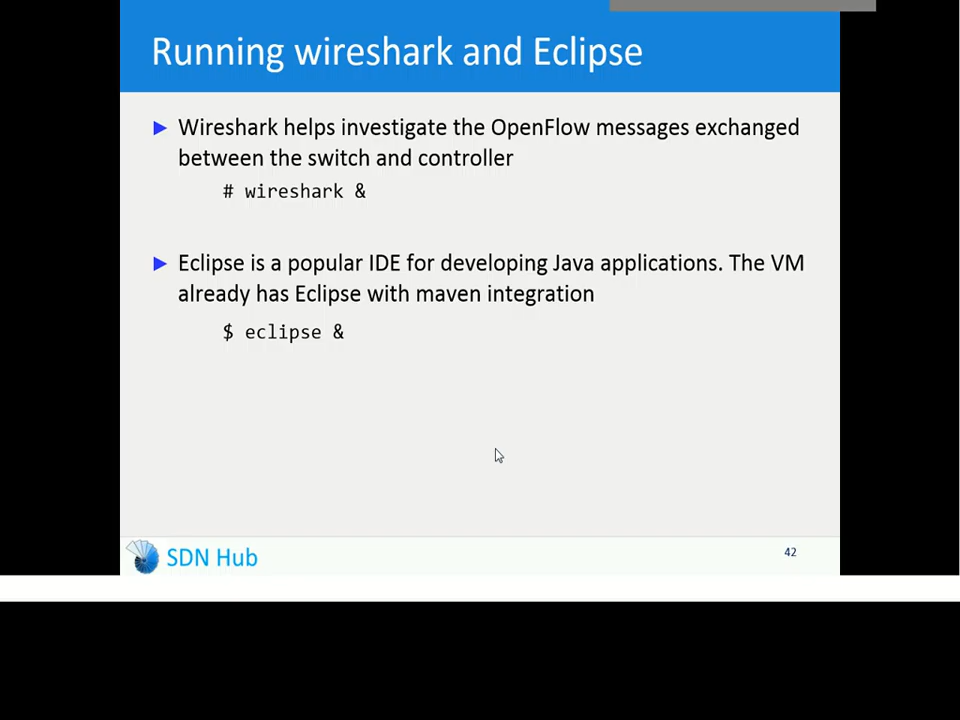 Running wireshark and Eclipse
Wireshark helps investigate the OpenFlow messages exchanged
between the switch and controller
# wireshark &
Eclipse is a popular IDE for developing Java applications. The VM
already has Eclipse with maven integration
$ eclipse &
SDN Hub
42